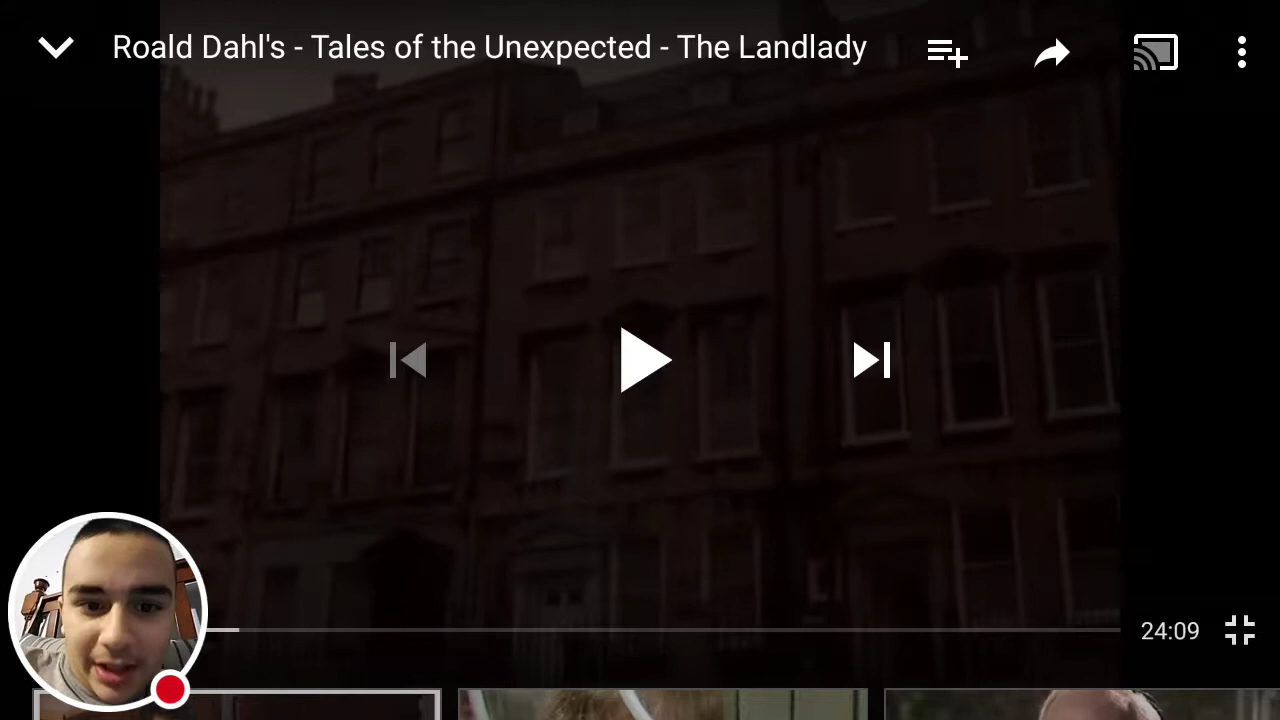 Roald Dahl's - Tales of the Unexpected - The Landlady
24:09